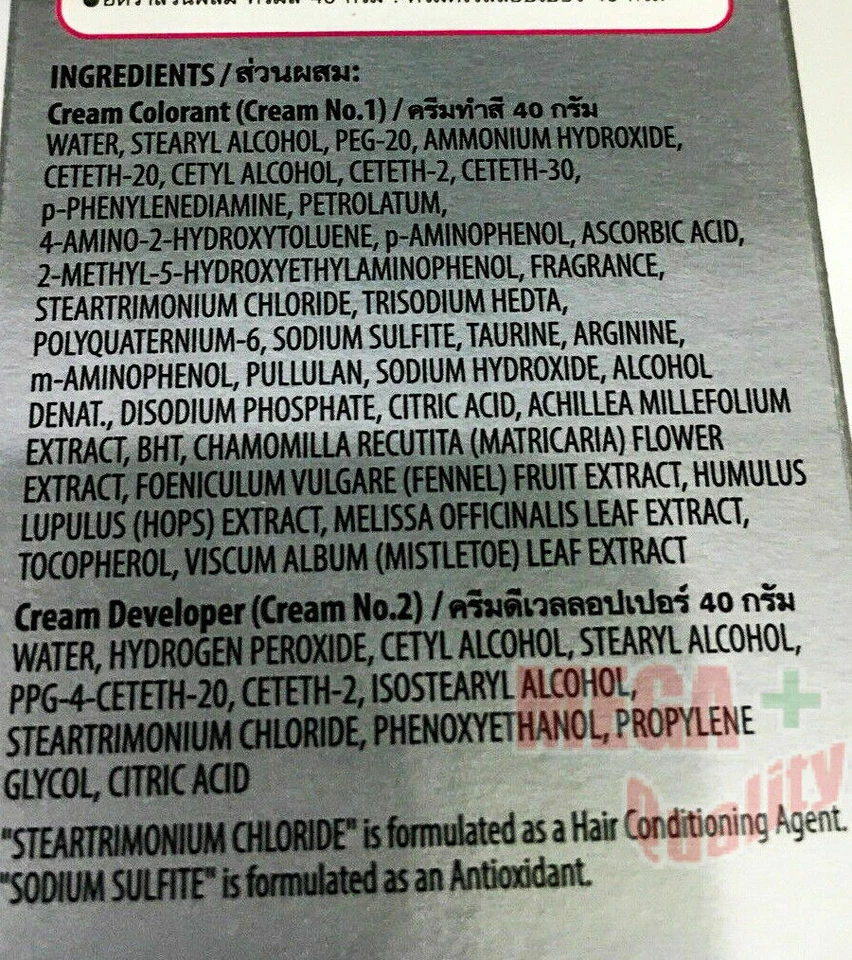 INGREDIENTS / ส่วนผสม:
Cream Colorant (Cream No.1) / ครีมทำสี 40 กรัม
WATER, STEARYL ALCOHOL, PEG-20, AMMONIUM HYDROXIDE,
CETETH-20, CETYL ALCOHOL, CETETH-2, CETETH-30,
p-PHENYLENEDIAMINE, PETROLATUM,
4-AMINO-2-HYDROXYTOLUENE, p-AMINOPHENOL, ASCORBIC ACID,
2-METHYL-5-HYDROXYETHYLAMINOPHENOL, FRAGRANCE,
STEARTRIMONIUM CHLORIDE, TRISODIUM HEDTA,
POLYQUATERNIUM-6, SODIUM SULFITE, TAURINE, ARGININE,
m-AMINOPHENOL, PULLULAN, SODIUM HYDROXIDE, ALCOHOL
DENAT., DISODIUM PHOSPHATE, CITRIC ACID, ACHILLEA MILLEFOLIUM
EXTRACT, BHT, CHAMOMILLA RECUTITA (MATRICARIA) FLOWER
EXTRACT, FOENICULUM VULGARE (FENNEL) FRUIT EXTRACT, HUMULUS
LUPULUS (HOPS) EXTRACT, MELISSA OFFICINALIS LEAF EXTRACT,
TOCOPHEROL, VISCUM ALBUM (MISTLETOE) LEAF EXTRACT
Cream Developer (Cream No.2) / ครีมดีเวลลอปเปอร์ 40 กรัม
WATER, HYDROGEN PEROXIDE, CETYL ALCOHOL, STEARYL ALCOHOL,
PPG-4-CETETH-20, CETETH-2, ISOSTEARYL ALCOHOL,
STEARTRIMONIUM CHLORIDE, PHENOXYETHANOL, PROPYLENE
GLYCOL, CITRIC ACID
MEGA +
Quality
"STEARTRIMONIUM CHLORIDE" is formulated as a Hair Conditioning Agent.
"SODIUM SULFITE" is formulated as an Antioxidant.